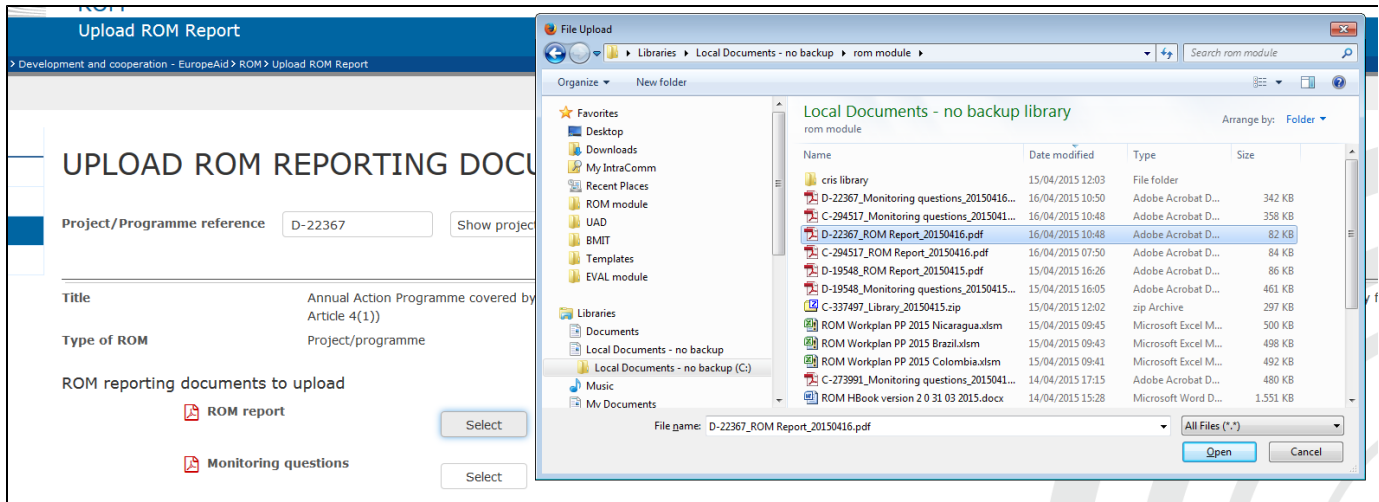 ROM
Upload ROM Report
> Development and cooperation - EuropeAid > ROM > Upload ROM Report
UPLOAD ROM REPORTING DOCU
Project/Programme reference D-22367 Show project
Title Annual Action Programme covered by
Article 4(1))
Type of ROM Project/programme
ROM reporting documents to upload
ROM report Select
Monitoring questions Select
File Upload
Libraries Local Documents - no backup rom module
Search rom module
Organize New folder
Favorites
Desktop
Downloads
My IntraComm
Recent Places
ROM module
UAD
BMIT
Templates
EVAL module
Libraries
Documents
Local Documents - no backup
Local Documents - no backup (C:)
Music
My Documents
Local Documents - no backup library
rom module
Arrange by: Folder
Name Date modified Type Size
cris library 15/04/2015 12:03 File folder
D-22367_Monitoring questions_20150416... 16/04/2015 10:50 Adobe Acrobat D... 342 KB
C-294517_Monitoring questions_201504​1... 16/04/2015 10:48 Adobe Acrobat D... 358 KB
D-22367_ROM Report_20150416.pdf 16/04/2015 10:48 Adobe Acrobat D... 82 KB
C-294517_ROM Report_20150416.pdf 16/04/2015 07:50 Adobe Acrobat D... 84 KB
D-19548_ROM Report_20150415.pdf 15/04/2015 16:26 Adobe Acrobat D... 86 KB
D-19548_Monitoring questions_20150415... 15/04/2015 16:05 Adobe Acrobat D... 461 KB
C-337497_Library_20150415.zip 15/04/2015 12:02 zip Archive 297 KB
ROM Workplan PP 2015 Nicaragua.xlsm 15/04/2015 09:45 Microsoft Excel M... 500 KB
ROM Workplan PP 2015 Brazil.xlsm 15/04/2015 09:43 Microsoft Excel M... 498 KB
ROM Workplan PP 2015 Colombia.xlsm 15/04/2015 09:41 Microsoft Excel M... 492 KB
C-273991_Monitoring questions_201504​1... 14/04/2015 17:15 Adobe Acrobat D... 480 KB
ROM HBook version 2 0 31 03 2015.docx 14/04/2015 15:28 Microsoft Word D... 1.551 KB
File name: D-22367_ROM Report_20150416.pdf All Files (*.*)
Open Cancel